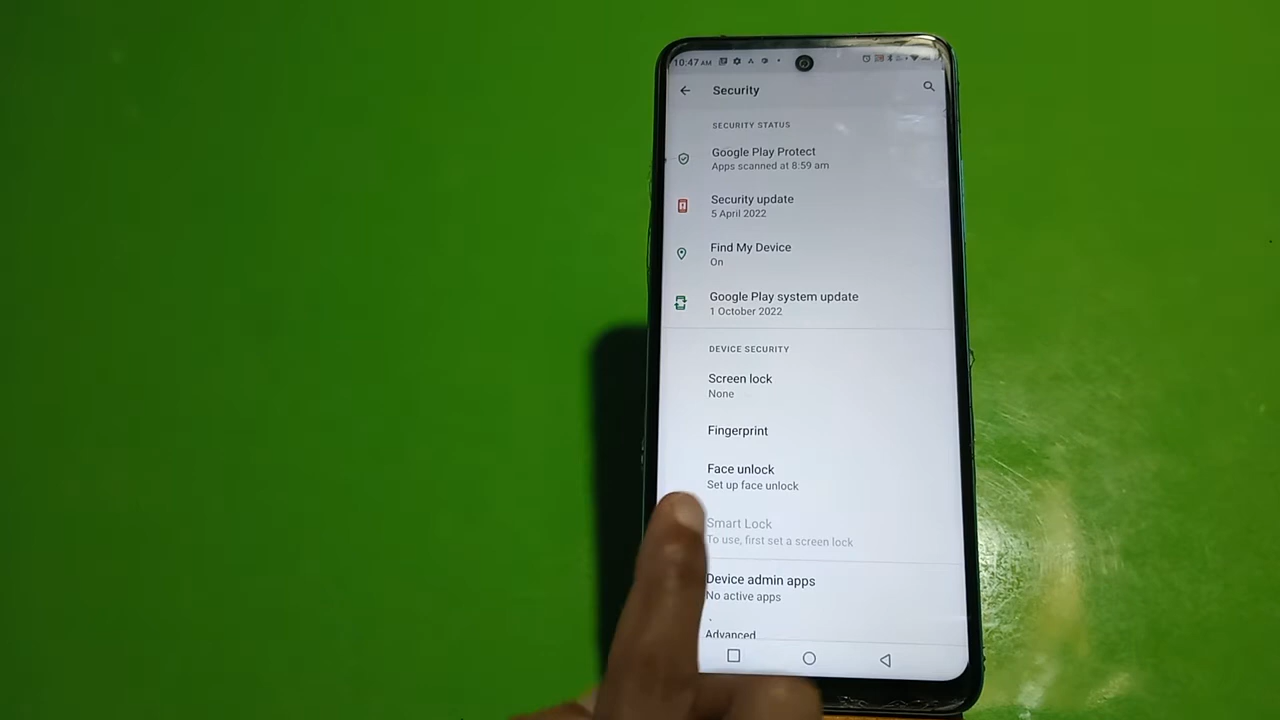 10:47 AM
Security
SECURITY STATUS
Google Play Protect
Apps scanned at 8:59 am
Security update
5 April 2022
Find My Device
On
Google Play system update
1 October 2022
DEVICE SECURITY
Screen lock
None
Fingerprint
Face unlock
Set up face unlock
Smart Lock
To use, first set a screen lock
Device admin apps
No active apps
Advanced